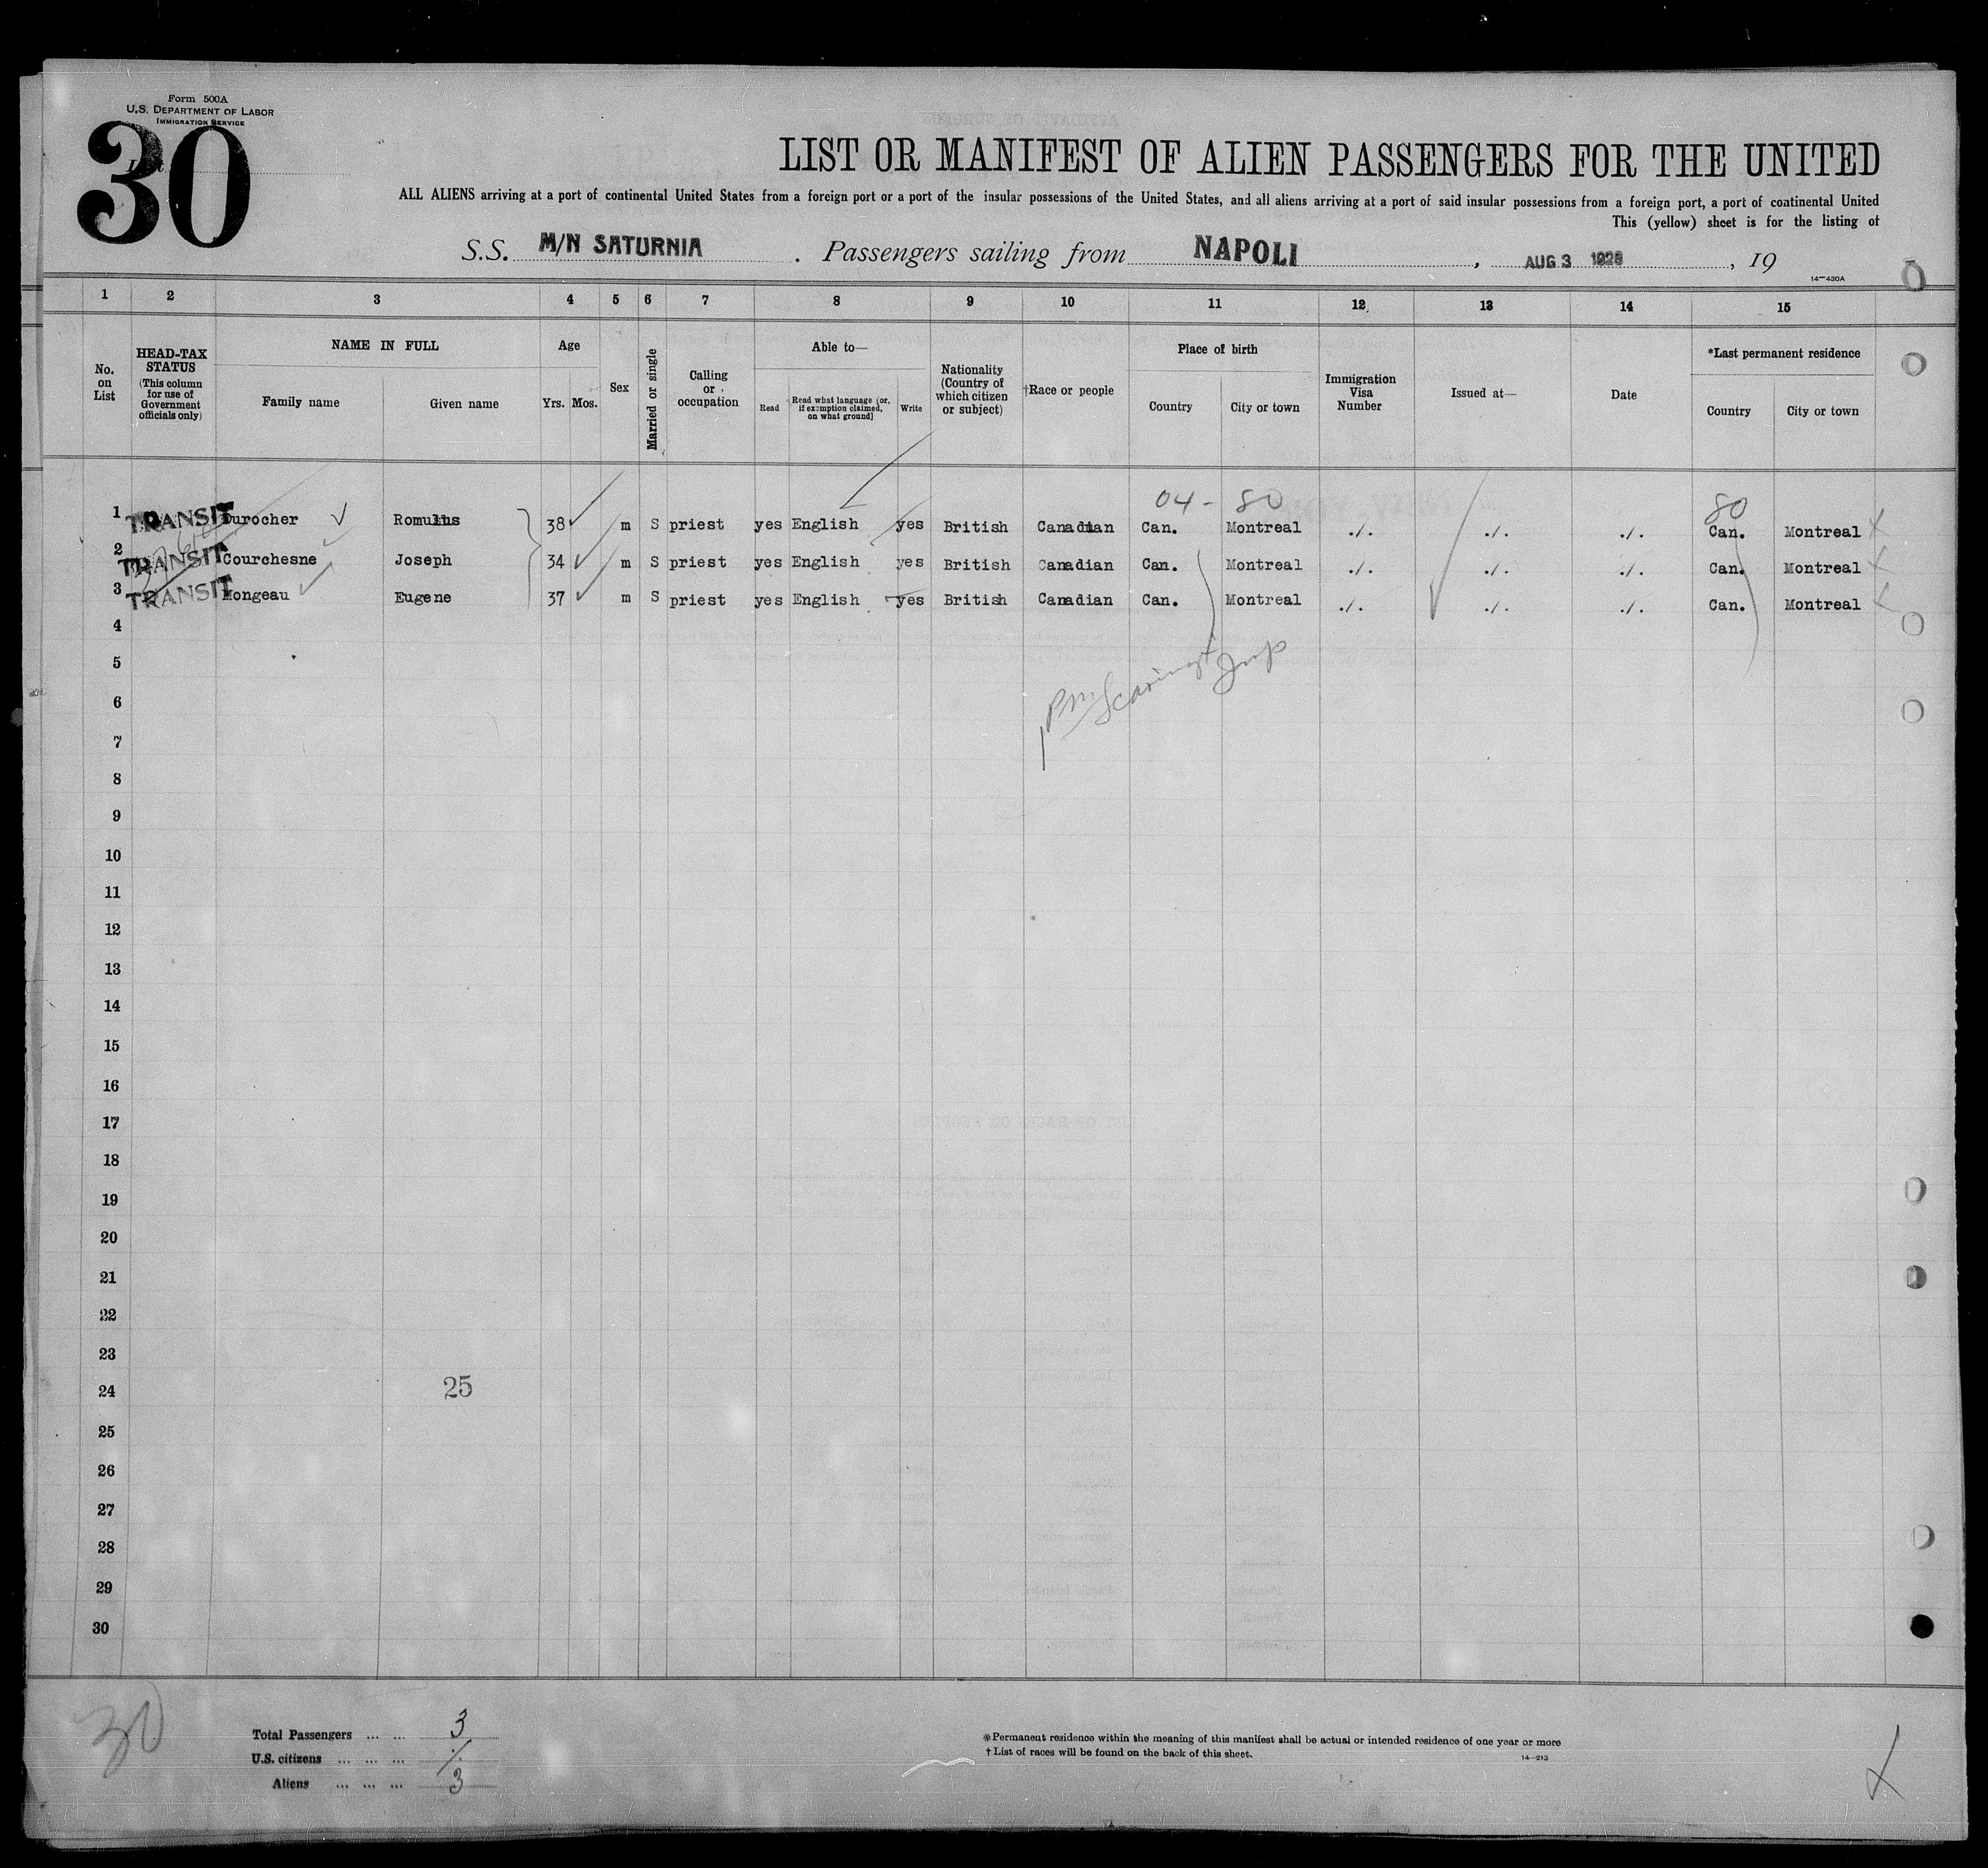 Form 500A
U.S. DEPARTMENT OF LABOR
IMMIGRATION SERVICE
30
LIST OR MANIFEST OF ALIEN PASSENGERS FOR THE UNITED
ALL ALIENS arriving at a port of continental United States from a foreign port or a port of the insular possessions of the United States, and all aliens arriving at a port of said insular possessions from a foreign port, a port of continental United
This (yellow) sheet is for the listing of
S.S. M/N SATURNIA . Passengers sailing from NAPOLI , AUG 3 1928 , 19
14—430A
1 2 3 4 5 6 7 8 9 10 11 12 13 14 15
No. on List
HEAD-TAX STATUS (This column for use of Government officials only)
NAME IN FULL
Family name Given name
Age
Yrs. Mos.
Sex
Married or single
Calling or occupation
Able to—
Read
Read what language (or, if exemption claimed, on what ground)
Write
Nationality (Country of which citizen or subject)
†Race or people
Place of birth
Country City or town
Immigration Visa Number
Issued at—
Date
*Last permanent residence
Country City or town
04 - 80 80
1 TRANSIT Durocher Romulus 38 m S priest yes English yes British Canadian Can. Montreal ./. ./. ./. Can. Montreal
2 TRANSIT Courchesne Joseph 34 m S priest yes English yes British Canadian Can. Montreal ./. ./. ./. Can. Montreal
3 TRANSIT Mongeau Eugene 37 m S priest yes English yes British Canadian Can. Montreal ./. ./. ./. Can. Montreal
4
5
6
7
8
9
10
11
12
13
14
15
16
17
18
19
20
21
22
23
24 25
25
26
27
28
29
30
30
Total Passengers ... ... 3
U.S. citizens ... ... ... ./.
Aliens ... ... ... 3
*Permanent residence within the meaning of this manifest shall be actual or intended residence of one year or more
†List of races will be found on the back of this sheet.
14—213